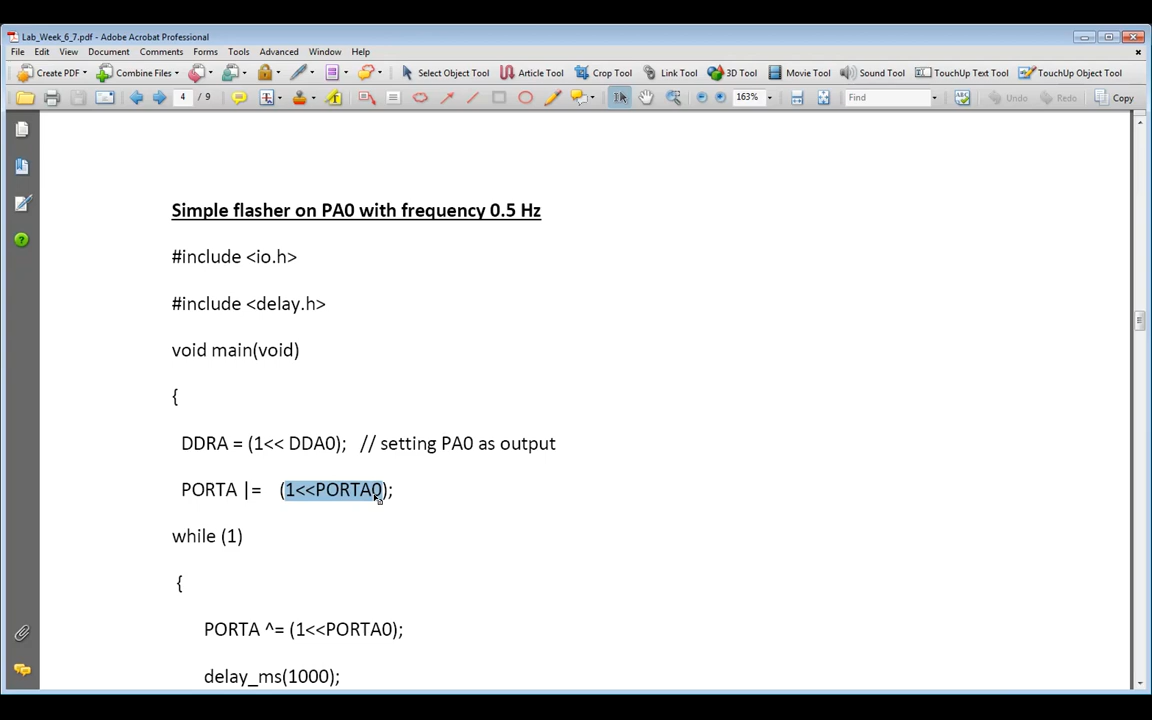 Lab_Week_6_7.pdf - Adobe Acrobat Professional
File Edit View Document Comments Forms Tools Advanced Window Help
Create PDF Combine Files Select Object Tool Article Tool Crop Tool Link Tool 3D Tool Movie Tool Sound Tool TouchUp Text Tool TouchUp Object Tool
4 / 9 163% Find Undo Redo Copy
Simple flasher on PA0 with frequency 0.5 Hz
#include <io.h>
#include <delay.h>
void main(void)
{
DDRA = (1<< DDA0); // setting PA0 as output
PORTA |= (1<<PORTA0);
while (1)
{
PORTA ^= (1<<PORTA0);
delay_ms(1000);